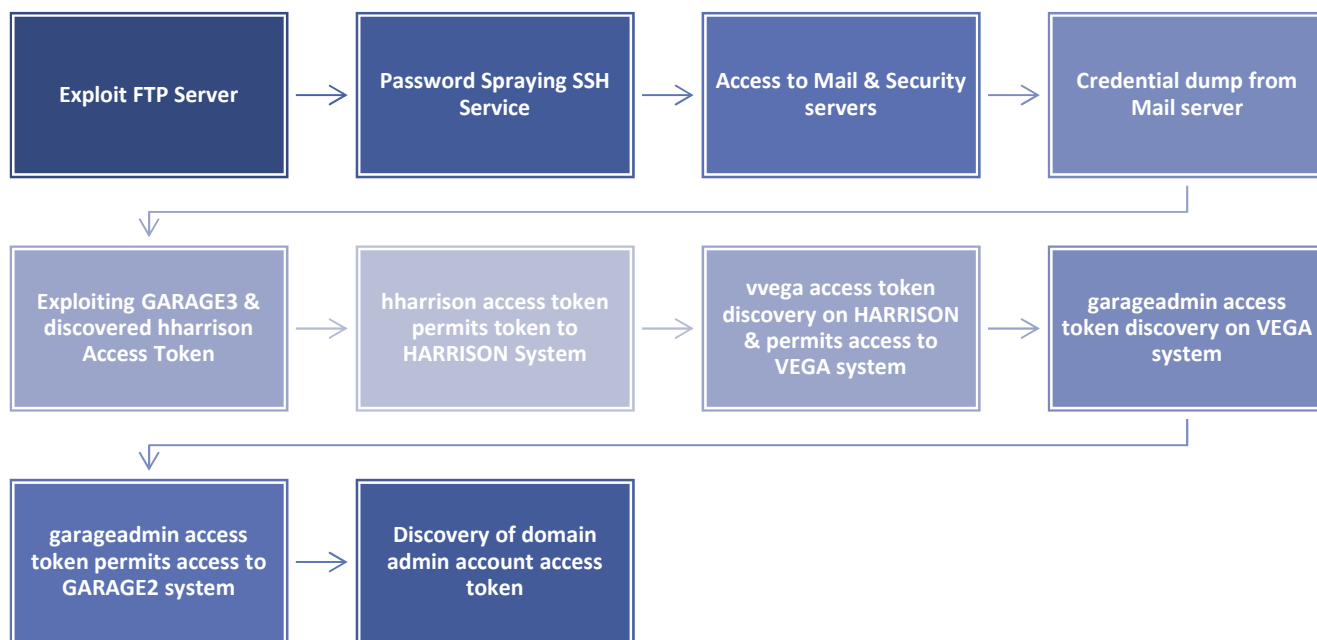 Exploit FTP Server
Password Spraying SSH
Service
Access to Mail & Security
servers
Credential dump from
Mail server
Exploiting GARAGE3 &
discovered hharrison
Access Token
hharrison access token
permits token to
HARRISON System
vvega access token
discovery on HARRISON
& permits access to
VEGA system
garageadmin access
token discovery on VEGA
system
garageadmin access
token permits access to
GARAGE2 system
Discovery of domain
admin account access
token